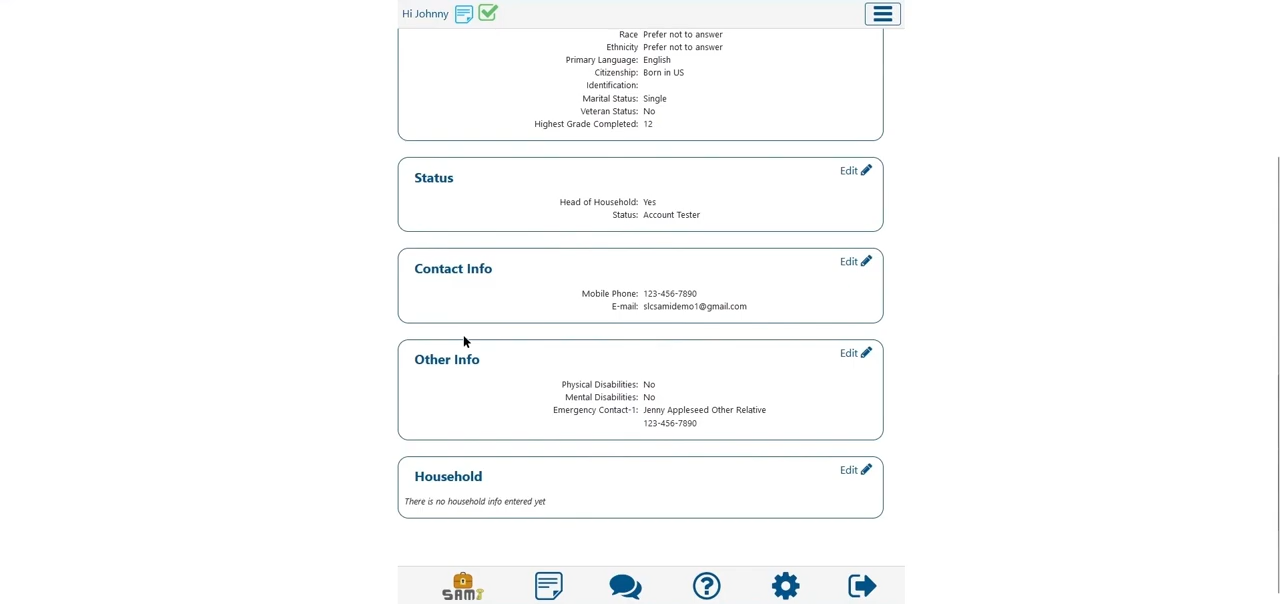 Hi Johnny
Race Prefer not to answer
Ethnicity Prefer not to answer
Primary Language: English
Citizenship: Born in US
Identification:
Marital Status: Single
Veteran Status: No
Highest Grade Completed: 12
Status Edit
Head of Household: Yes
Status: Account Tester
Contact Info Edit
Mobile Phone: 123-456-7890
E-mail: slcsamidemo1@gmail.com
Other Info Edit
Physical Disabilities: No
Mental Disabilities: No
Emergency Contact-1: Jenny Appleseed Other Relative
123-456-7890
Household Edit
There is no household info entered yet
SAMi